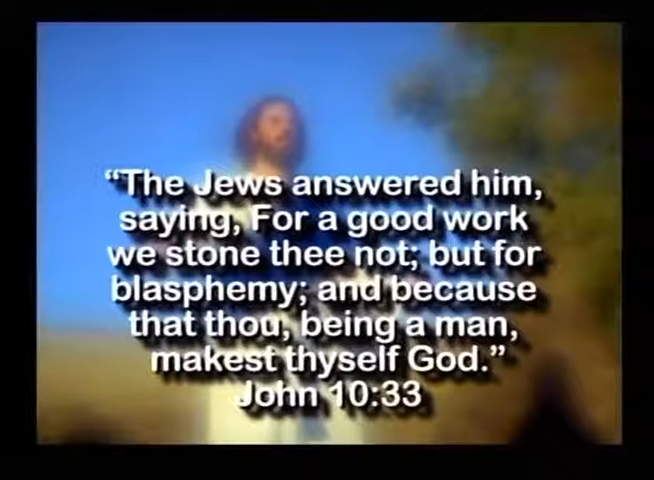 “The Jews answered him,
saying, For a good work
we stone thee not; but for
blasphemy; and because
that thou, being a man,
makest thyself God.”
John 10:33